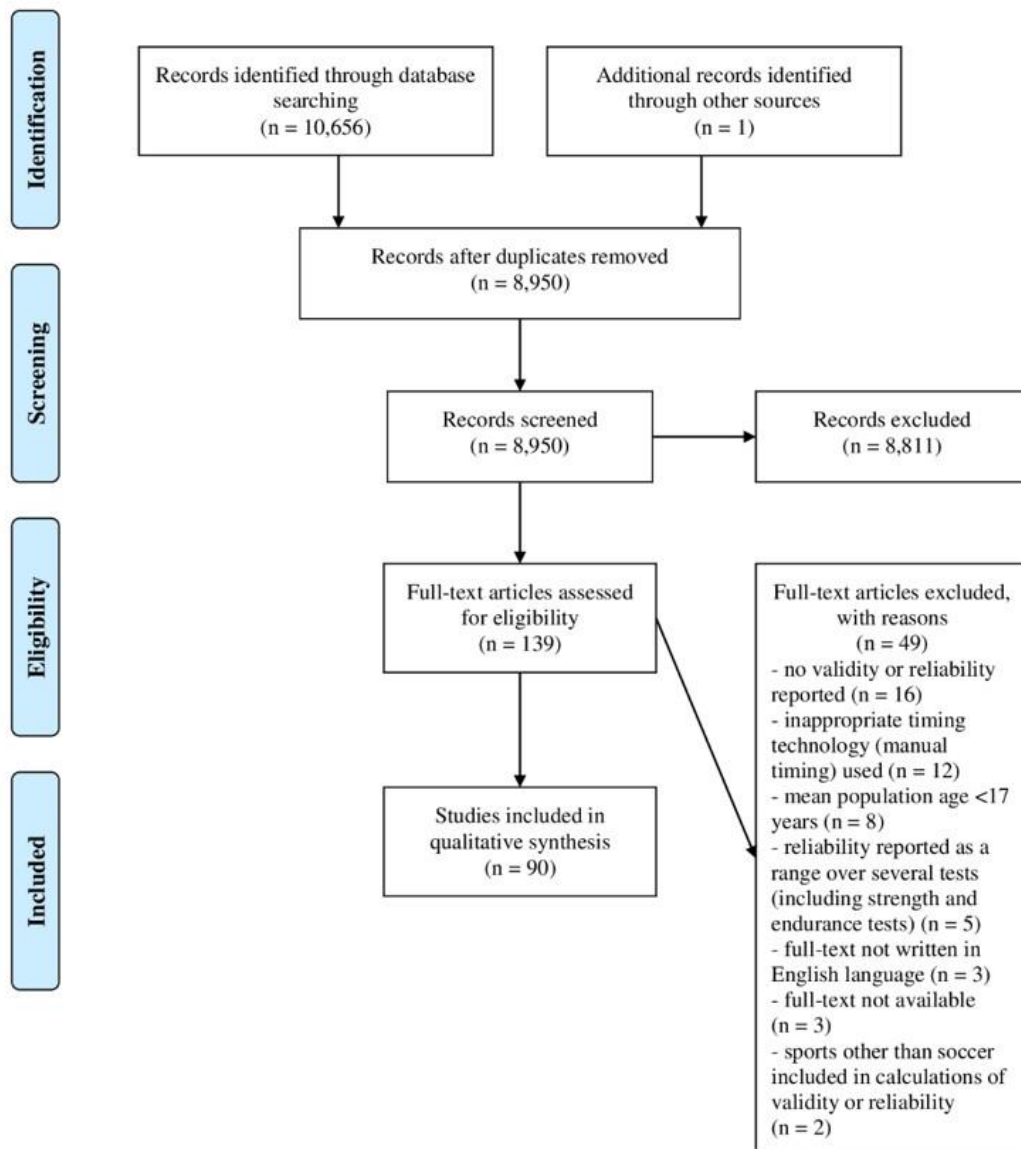 Identification
Records identified through database
searching
(n = 10,656)
Additional records identified
through other sources
(n = 1)
Records after duplicates removed
(n = 8,950)
Screening
Records screened
(n = 8,950)
Records excluded
(n = 8,811)
Eligibility
Full-text articles assessed
for eligibility
(n = 139)
Full-text articles excluded,
with reasons
(n = 49)
- no validity or reliability
reported (n = 16)
- inappropriate timing
technology (manual
timing) used (n = 12)
- mean population age <17
years (n = 8)
- reliability reported as a
range over several tests
(including strength and
endurance tests) (n = 5)
- full-text not written in
English language (n = 3)
- full-text not available
(n = 3)
- sports other than soccer
included in calculations of
validity or reliability
(n = 2)
Included
Studies included in
qualitative synthesis
(n = 90)